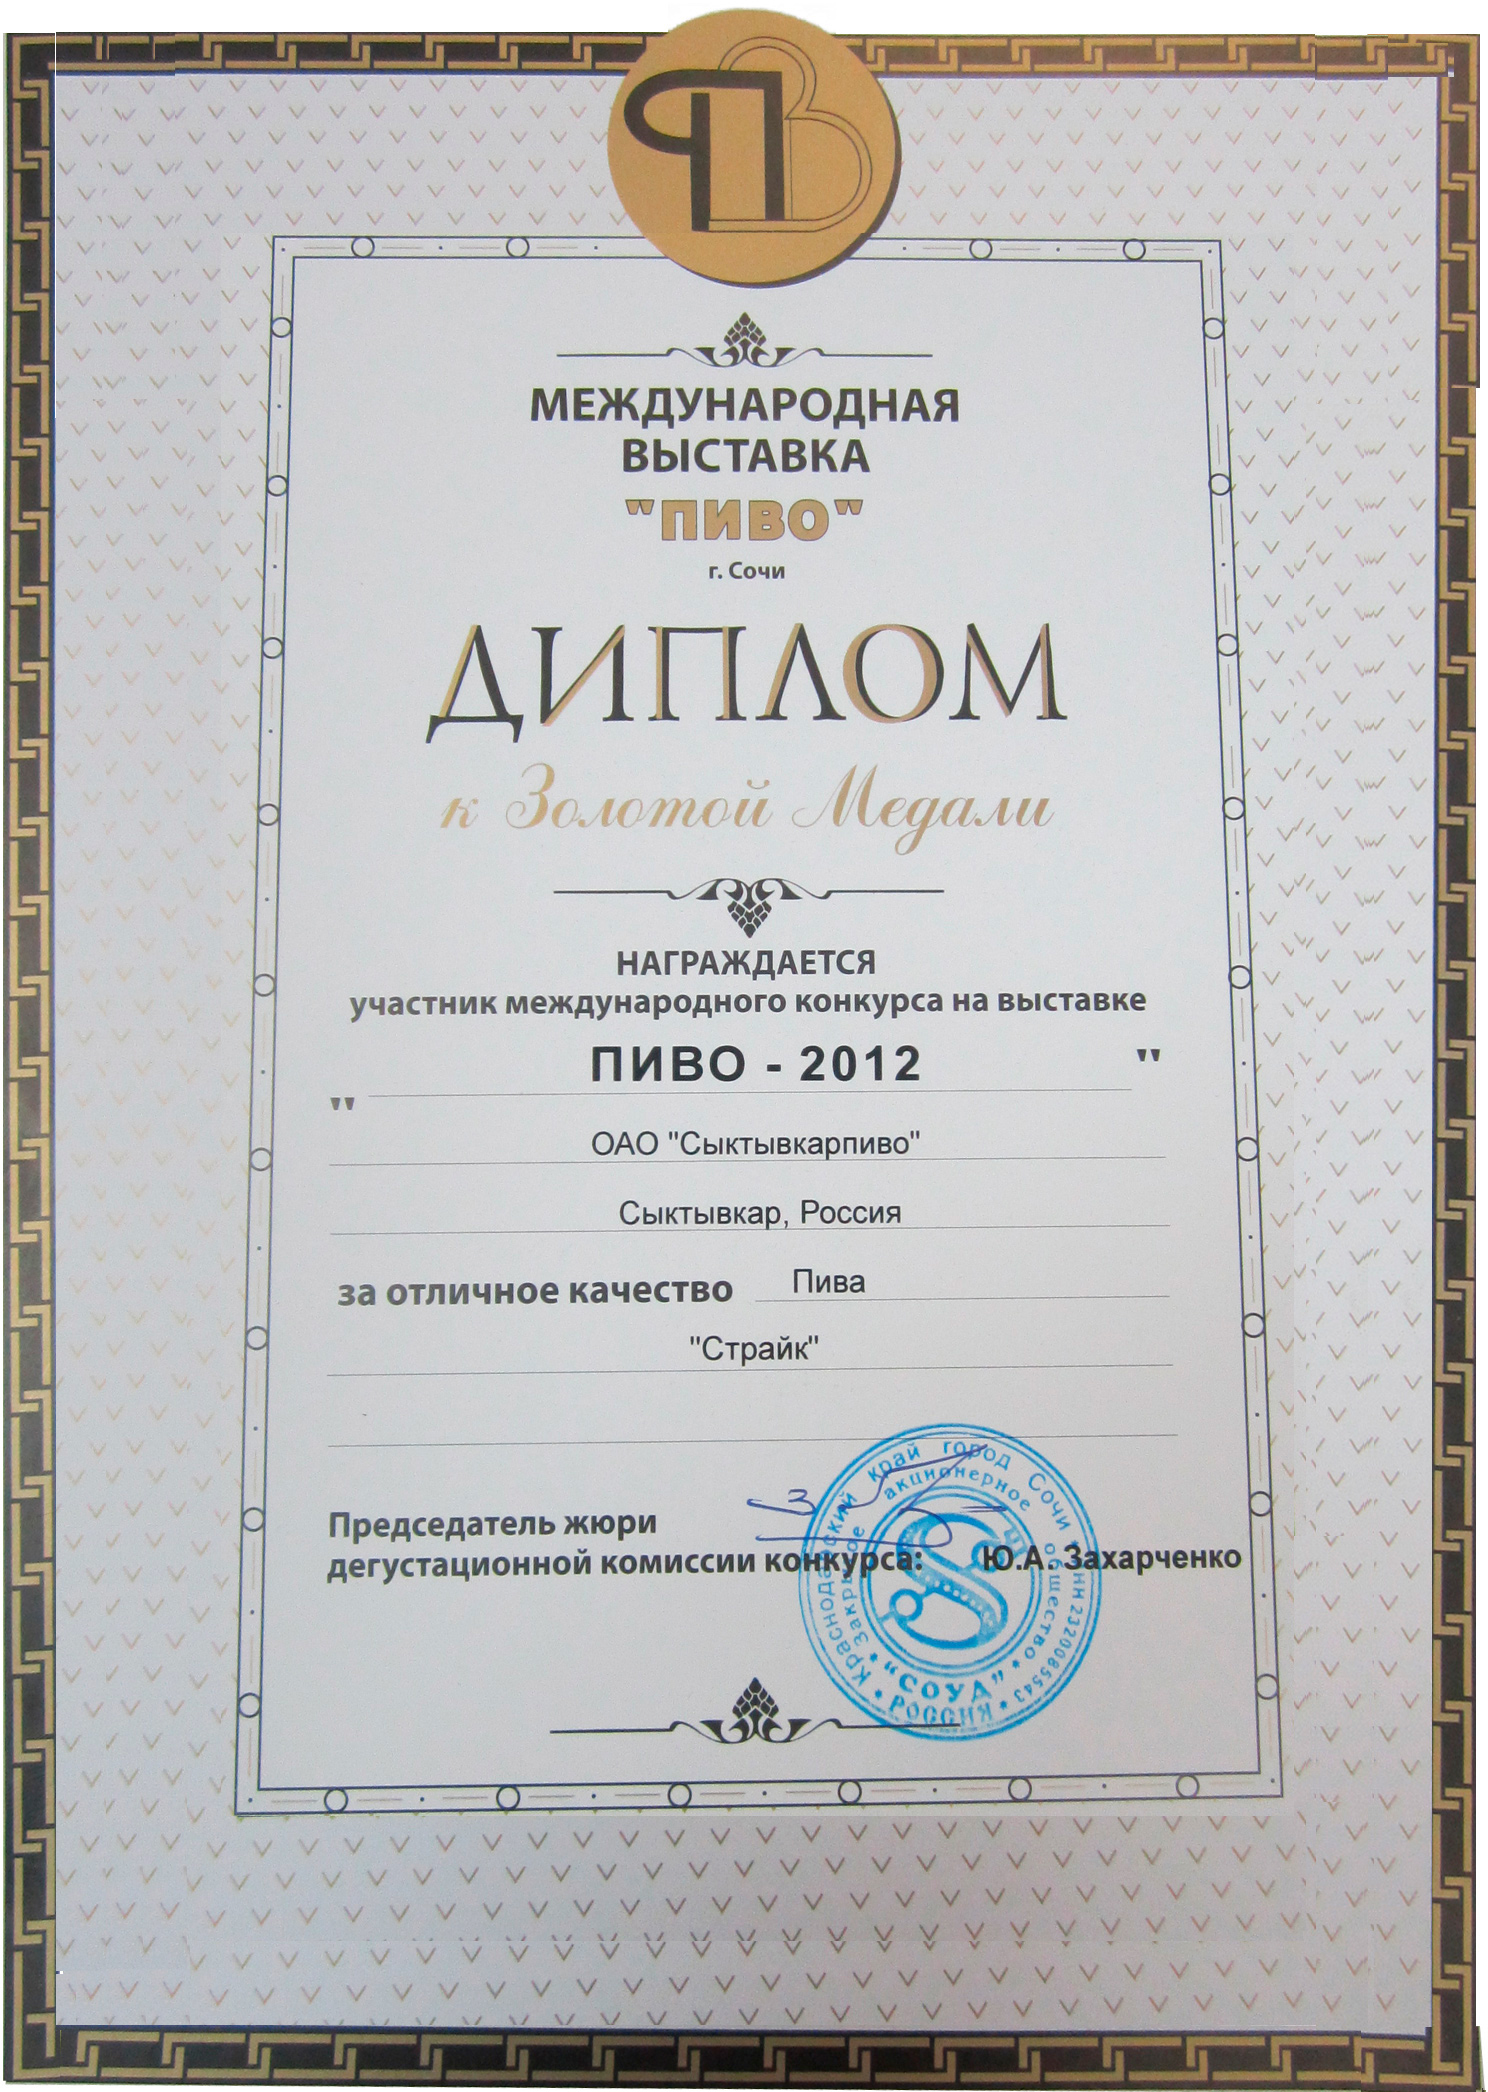 МЕЖДУНАРОДНАЯ
ВЫСТАВКА
"ПИВО"
г. Сочи
ДИПЛОМ
к Золотой Медали
НАГРАЖДАЕТСЯ
участник международного конкурса на выставке
" ПИВО - 2012 "
ОАО "Сыктывкарпиво"
Сыктывкар, Россия
за отличное качество Пива
"Страйк"
Председатель жюри
дегустационной комиссии конкурса: Ю.А. Захарченко
Краснодарский край город Сочи ИНН 2320085543
Закрытое акционерное общество
"СОУД"
РОССИЯ